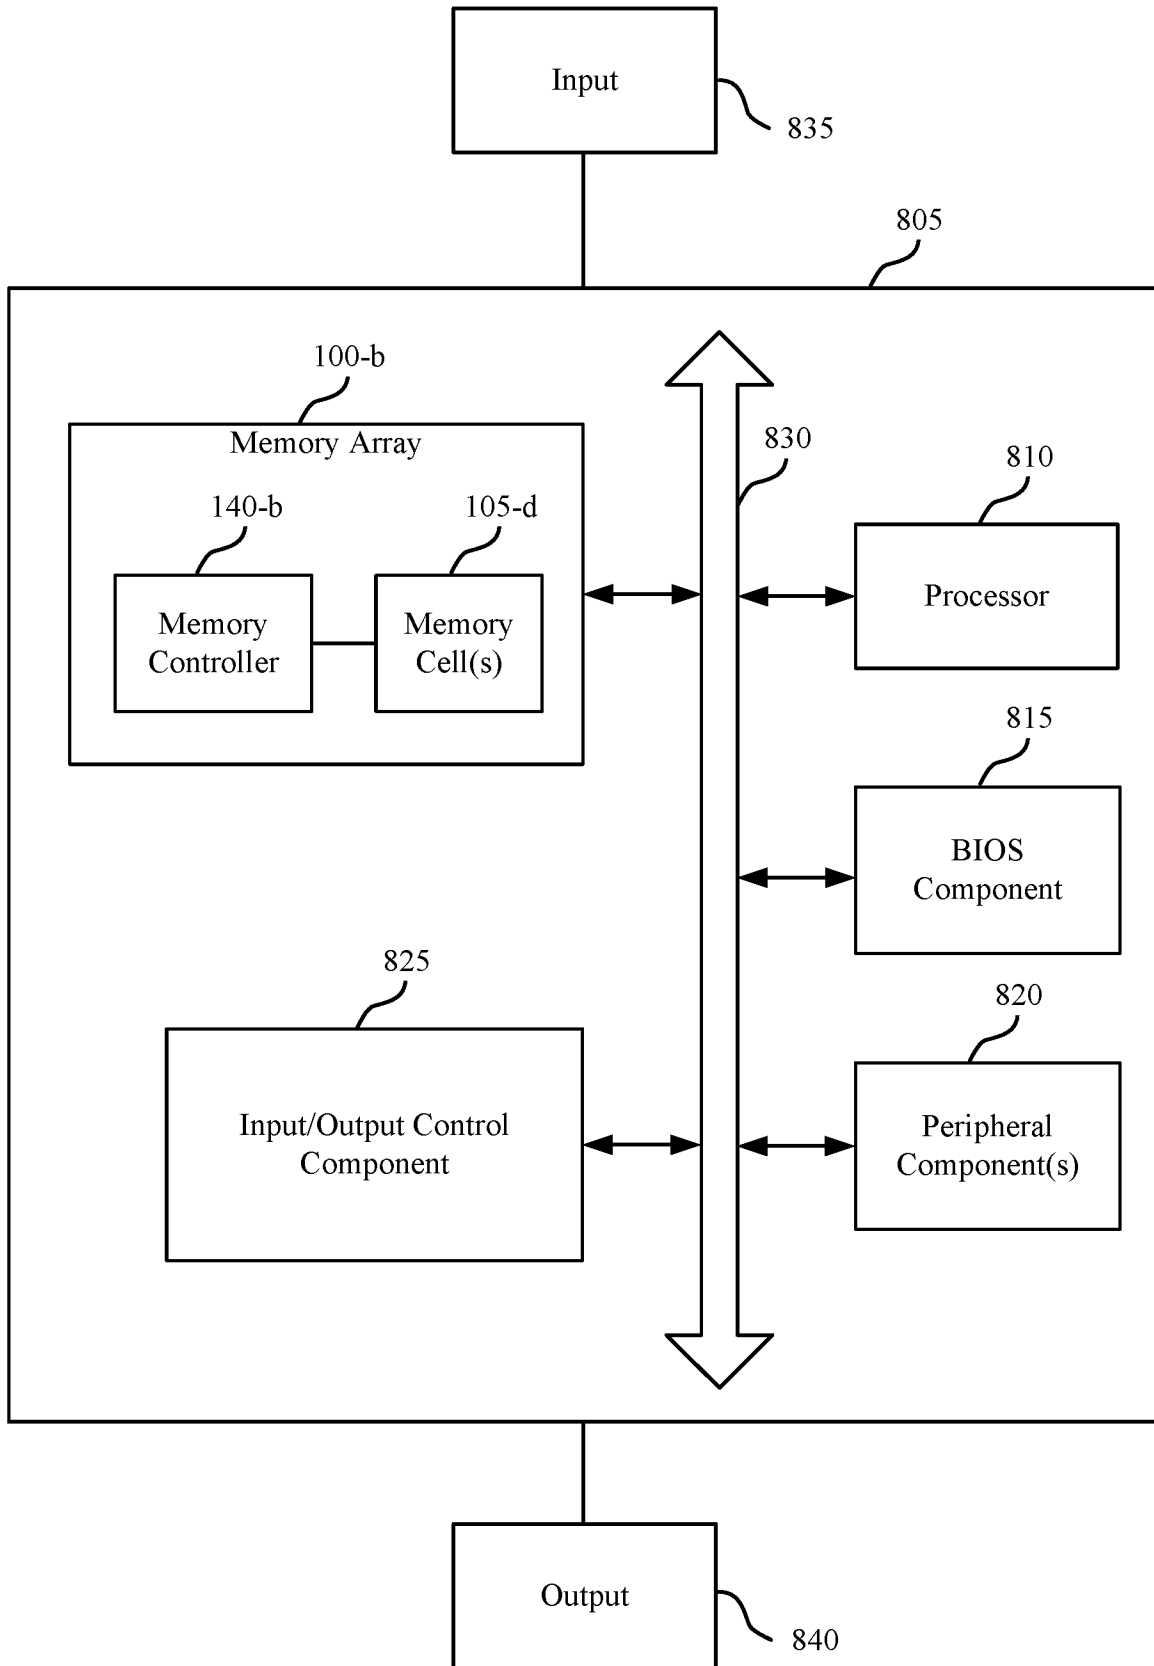 Input
835
805
100-b
Memory Array
830
810
140-b
105-d
Processor
Memory
Controller
Memory
Cell(s)
815
BIOS
Component
825
820
Input/Output Control
Component
Peripheral
Component(s)
Output
840